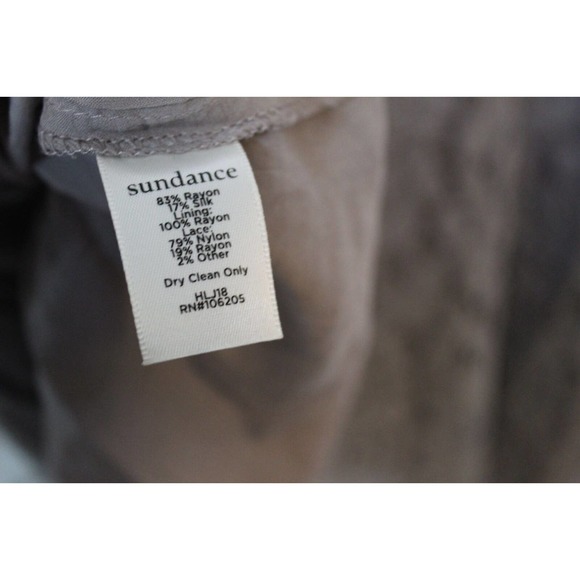 sundance
83% Rayon
17% Silk
Lining:
100% Rayon
Lace:
79% Nylon
19% Rayon
2% Other
Dry Clean Only
HLJ18
RN#106205